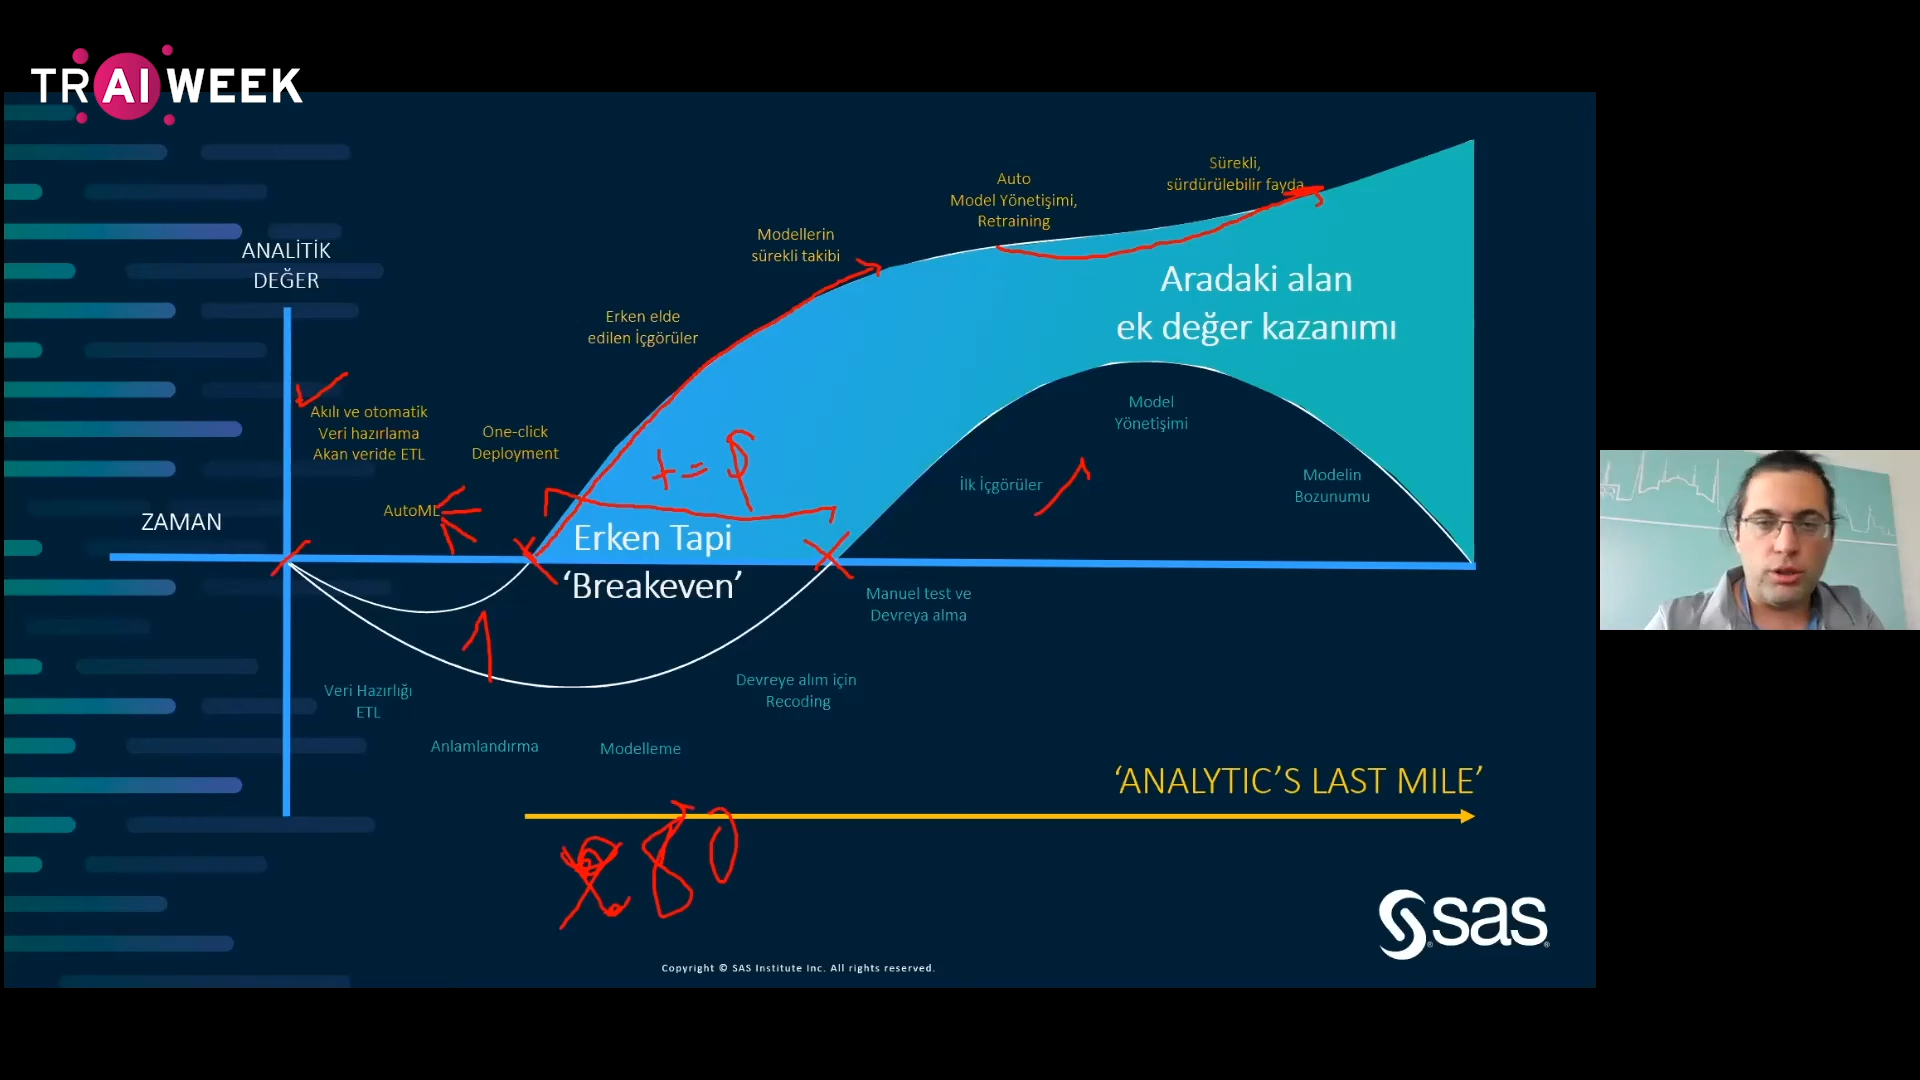 TR AI WEEK
Sürekli,
sürdürülebilir fayda
Auto
Model Yönetişimi,
Retraining
Modellerin
sürekli takibi
ANALİTİK
DEĞER
Aradaki alan
ek değer kazanımı
Erken elde
edilen İçgörüler
Akılı ve otomatik
Veri hazırlama
Akan veride ETL
One-click
Deployment
Model
Yönetişimi
t = $
İlk İçgörüler
Modelin
Bozunumu
AutoML
ZAMAN
Erken Tapi
‘Breakeven’
Manuel test ve
Devreya alma
Veri Hazırlığı
ETL
Devreye alım için
Recoding
Anlamlandırma
Modelleme
‘ANALYTIC’S LAST MILE’
80
sas
Copyright © SAS Institute Inc. All rights reserved.